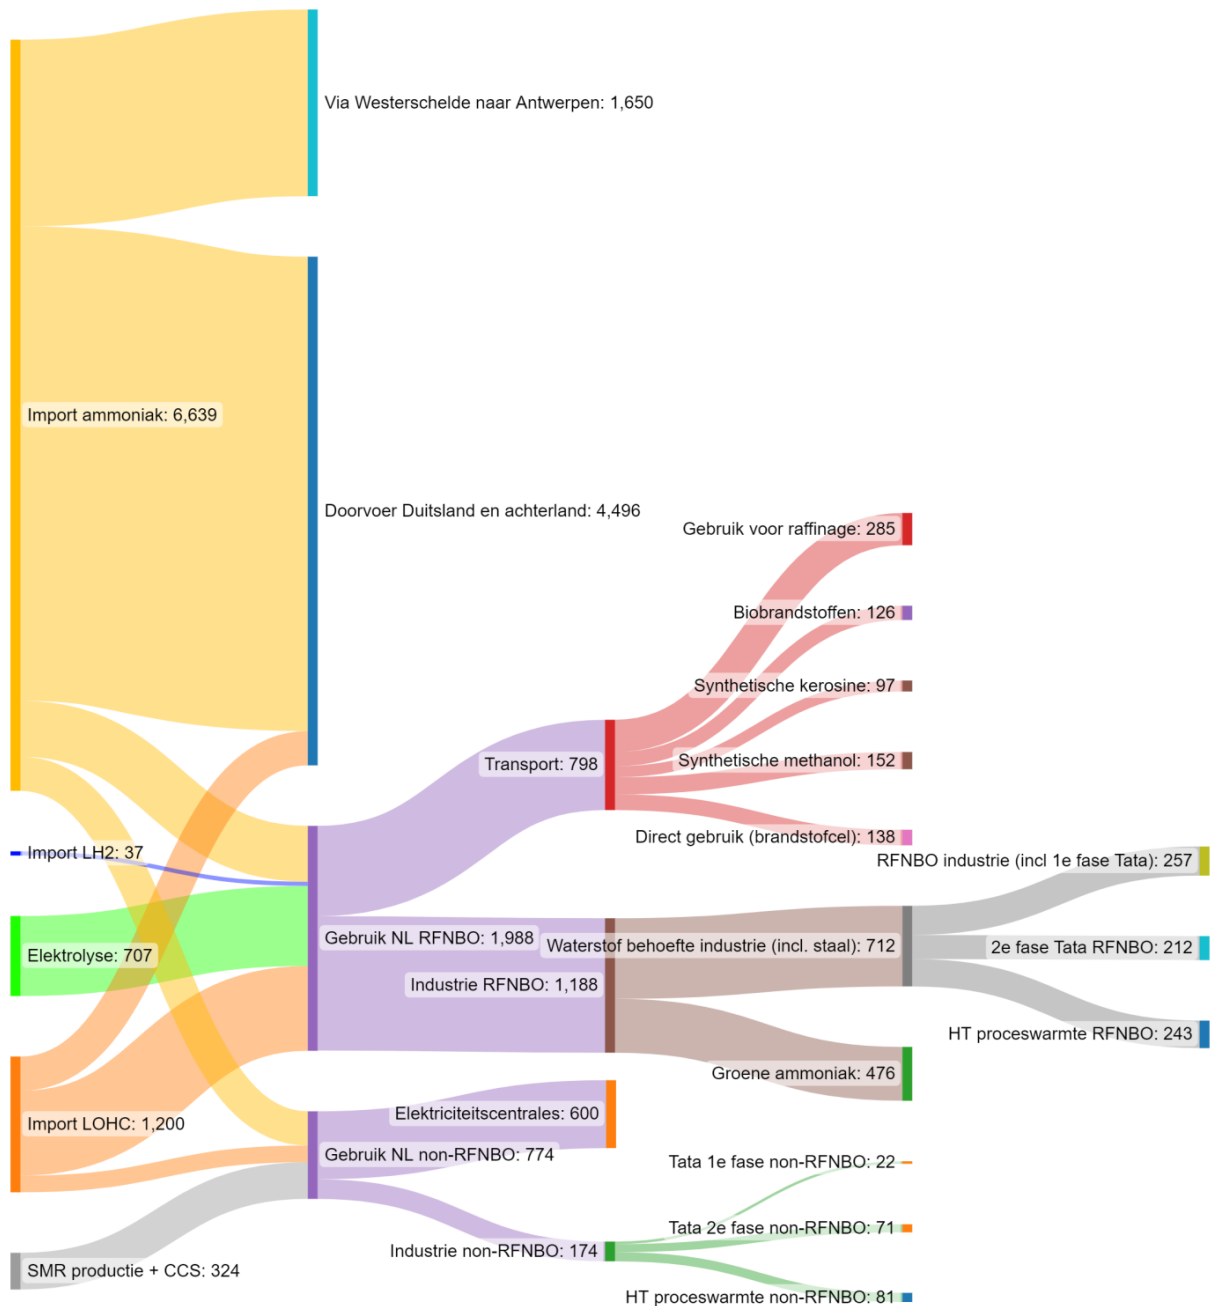 Via Westerschelde naar Antwerpen: 1,650
Import ammoniak: 6,639
Doorvoer Duitsland en achterland: 4,496
Gebruik voor raffinage: 285
Biobrandstoffen: 126
Synthetische kerosine: 97
Synthetische methanol: 152
Transport: 798
Direct gebruik (brandstofcel): 138
Import LH2: 37
RFNBO industrie (incl 1e fase Tata): 257
Gebruik NL RFNBO: 1,988
Waterstof behoefte industrie (incl. staal): 712
2e fase Tata RFNBO: 212
Elektrolyse: 707
Industrie RFNBO: 1,188
HT proceswarmte RFNBO: 243
Groene ammoniak: 476
Elektriciteitscentrales: 600
Import LOHC: 1,200
Gebruik NL non-RFNBO: 774
Tata 1e fase non-RFNBO: 22
Tata 2e fase non-RFNBO: 71
Industrie non-RFNBO: 174
SMR productie + CCS: 324
HT proceswarmte non-RFNBO: 81